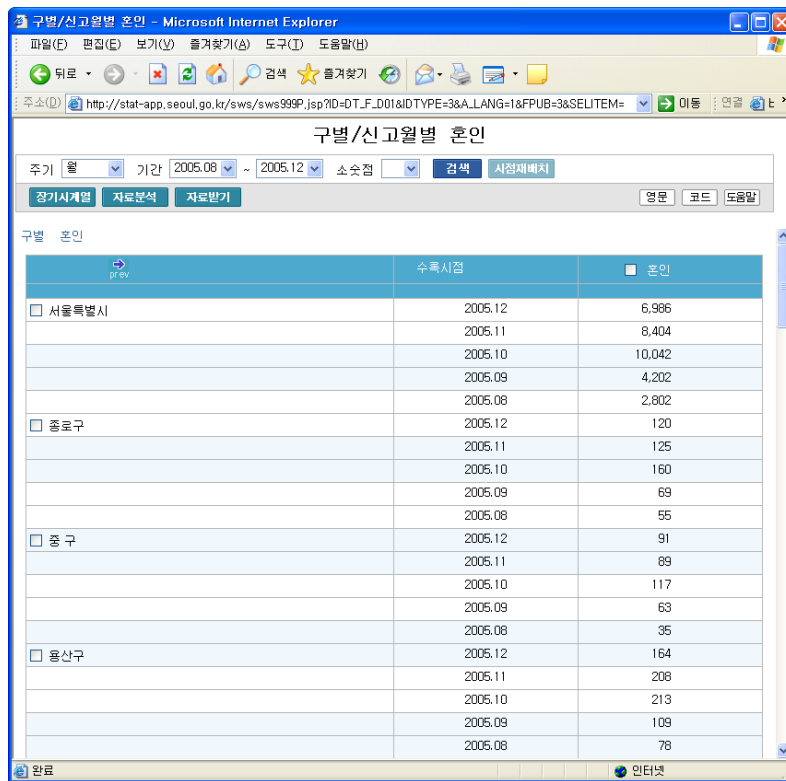 구별/신고월별 혼인 - Microsoft Internet Explorer
파일(F) 편집(E) 보기(V) 즐겨찾기(A) 도구(T) 도움말(H)
뒤로 검색 즐겨찾기
주소(D) http://stat-app.seoul.go.kr/sws/sws999P.jsp?ID=DT_F_D01&IDTYPE=3&A_LANG=1&FPUB=3&SELITEM= 이동 연결
구별/신고월별 혼인
주기 월 기간 2005.08 ~ 2005.12 소숫점 검색 시점재배치
장기시계열 자료분석 자료받기 영문 코드 도움말
구별 혼인
prev 수록시점 혼인
서울특별시 2005.12 6,986
2005.11 8,404
2005.10 10,042
2005.09 4,202
2005.08 2,802
종로구 2005.12 120
2005.11 125
2005.10 160
2005.09 69
2005.08 55
중 구 2005.12 91
2005.11 89
2005.10 117
2005.09 63
2005.08 35
용산구 2005.12 164
2005.11 208
2005.10 213
2005.09 109
2005.08 78
완료 인터넷